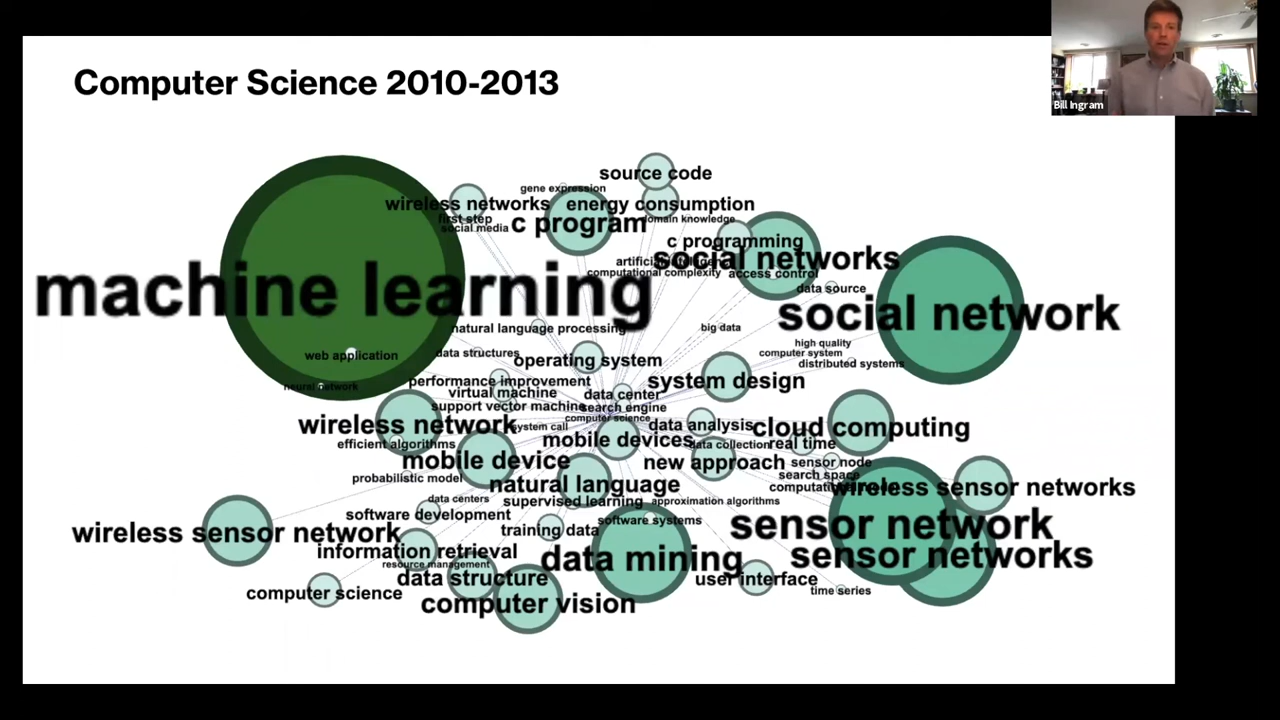 Computer Science 2010-2013
Bill Ingram
source code
gene expression
wireless networks
energy consumption
first step
domain knowledge
social media
c program
c programming
social networks
computational complexity
access control
machine learning
data source
social network
natural language processing
big data
high quality
web application
data structures
computer system
operating system
distributed systems
neural network
performance improvement
system design
virtual machine
data center
support vector machine
search engine
computer science
wireless network
system call
data analysis
cloud computing
mobile devices
data collection
real time
efficient algorithms
mobile device
new approach
sensor node
probabilistic model
search space
natural language
wireless sensor networks
data centers
supervised learning
approximation algorithms
software development
software systems
sensor network
wireless sensor network
training data
information retrieval
data mining
sensor networks
resource management
data structure
user interface
computer science
time series
computer vision